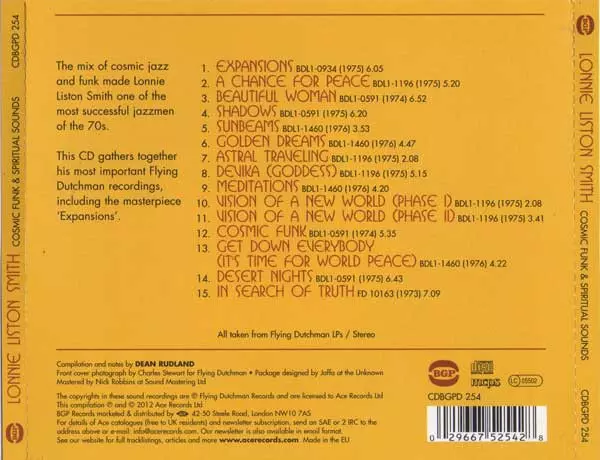 CDBGPD 254
COSMIC FUNK & SPIRITUAL SOUNDS
LONNIE LISTON SMITH
BGP
The mix of cosmic jazz
and funk made Lonnie
Liston Smith one of the
most successful jazzmen
of the 70s.
This CD gathers together
his most important Flying
Dutchman recordings,
including the masterpiece
‘Expansions’.
1. EXPANSIONS BDL1-0934 (1975) 6.05
2. A CHANCE FOR PEACE BDL1-1196 (1975) 5.20
3. BEAUTIFUL WOMAN BDL1-0591 (1974) 6.52
4. SHADOWS BDL1-0591 (1975) 6.20
5. SUNBEAMS BDL1-1460 (1976) 3.53
6. GOLDEN DREAMS BDL1-1460 (1976) 4.47
7. ASTRAL TRAVELING BDL1-1196 (1975) 2.08
8. DEVIKA (GODDESS) BDL1-1196 (1975) 5.15
9. MEDITATIONS BDL1-1460 (1976) 4.20
10. VISION OF A NEW WORLD (PHASE I) BDL1-1196 (1975) 2.08
11. VISION OF A NEW WORLD (PHASE II) BDL1-1196 (1975) 3.41
12. COSMIC FUNK BDL1-0591 (1974) 5.35
13. GET DOWN EVERYBODY
(IT'S TIME FOR WORLD PEACE) BDL1-1460 (1976) 4.22
14. DESERT NIGHTS BDL1-0591 (1975) 6.43
15. IN SEARCH OF TRUTH FD 10163 (1973) 7.09
All taken from Flying Dutchman LPs / Stereo
Compilation and notes by DEAN RUDLAND
Front cover photograph by Charles Stewart for Flying Dutchman • Package designed by Jaffa at the Unknown
Mastered by Nick Robbins at Sound Mastering Ltd
The copyrights in these sound recordings are ℗ Flying Dutchman Records and are licensed to Ace Records Ltd
This compilation ℗ and © 2012 Ace Records Ltd
BGP Records marketed & distributed by ACE 42-50 Steele Road, London NW10 7AS
For details of Ace catalogues (free to UK residents) and newsletter subscription, send an SAE or 2 IRC to the
address above or e-mail: info@acerecords.com. Our newsletter is also available in email format.
See our website for full tracklistings, articles and more www.acerecords.com Made in the EU
BGP
COMPACT disc DIGITAL AUDIO
mcps
LC 05502
CDBGPD 254
0 29667 52542 8
BGP
LONNIE LISTON SMITH
COSMIC FUNK & SPIRITUAL SOUNDS
CDBGPD 254